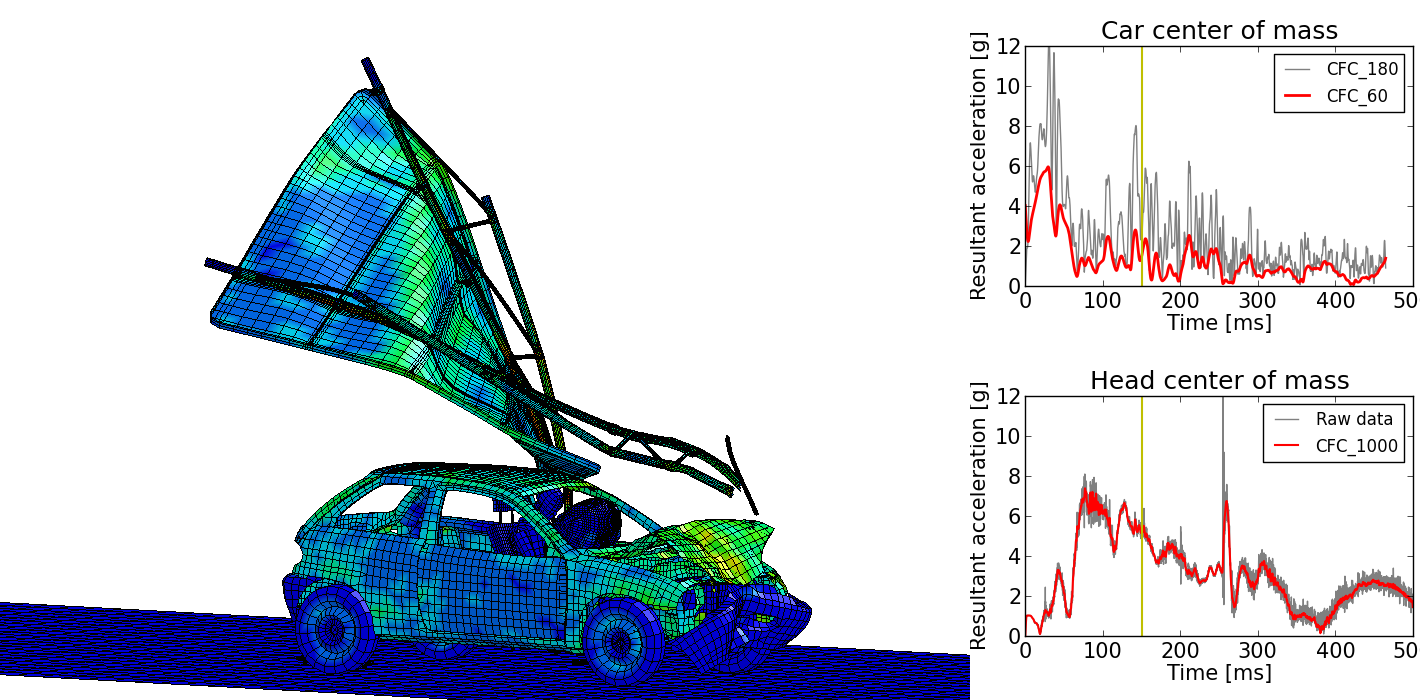 Car center of mass
Resultant acceleration [g]
12
10
8
6
4
2
0
CFC_180
CFC_60
0 100 200 300 400 50
Time [ms]
Head center of mass
Resultant acceleration [g]
12
10
8
6
4
2
0
Raw data
CFC_1000
0 100 200 300 400 50
Time [ms]